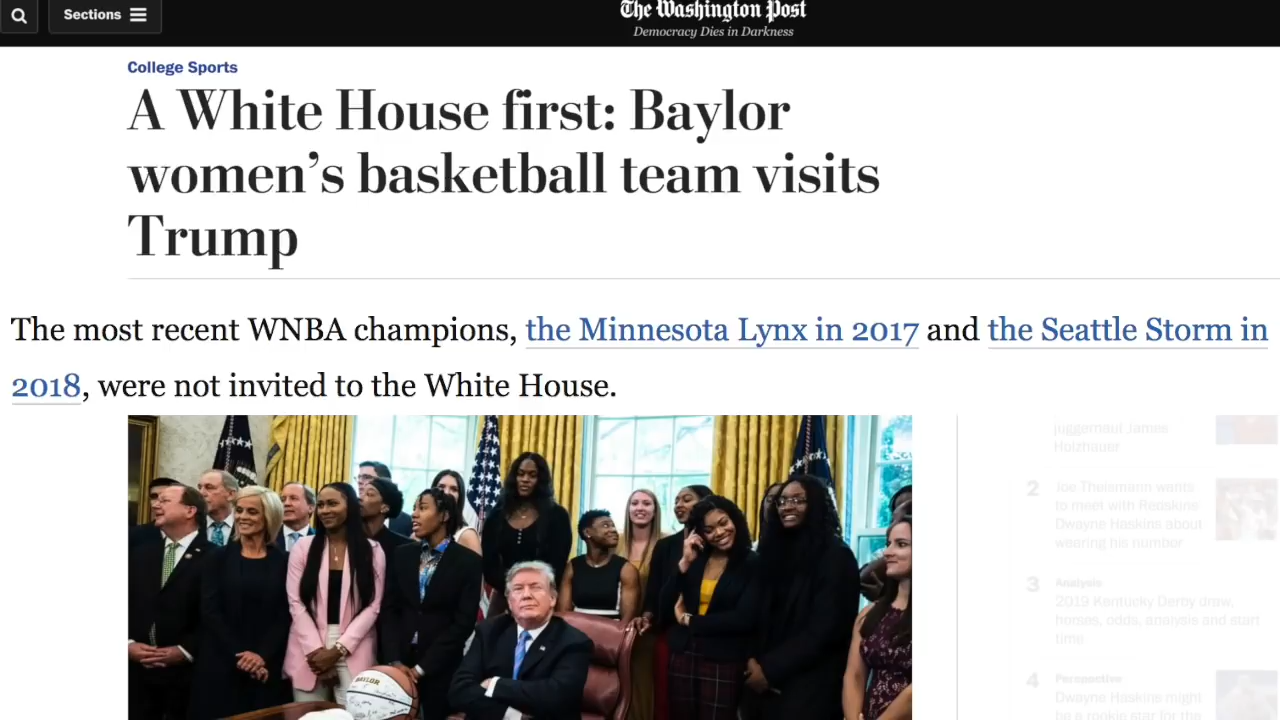 Sections
The Washington Post
Democracy Dies in Darkness
College Sports
A White House first: Baylor
women’s basketball team visits
Trump
The most recent WNBA champions, the Minnesota Lynx in 2017 and the Seattle Storm in
2018, were not invited to the White House.
BAYLOR
juggernaut James
Holzhauer
2
Joe Theismann wants
to meet with Redskins
Dwayne Haskins about
wearing his number
3
Analysis
2019 Kentucky Derby draw,
horses, odds, analysis and start
time
4
Perspective
Dwayne Haskins might
be a rookie star for the